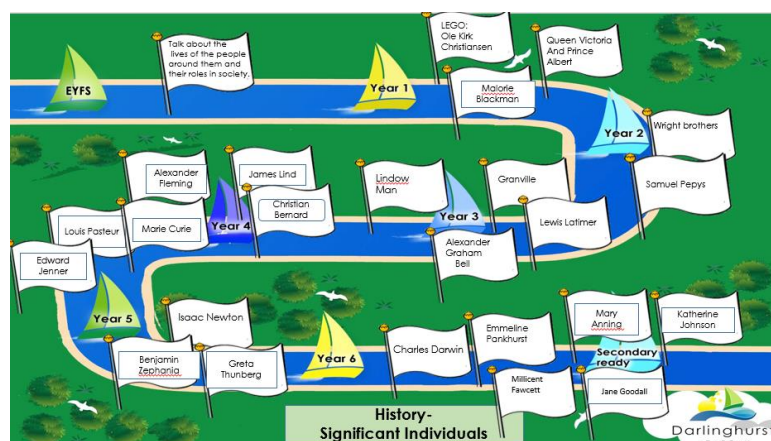 EYFS
Talk about the
lives of the people
around them and
their roles in society.
Year 1
LEGO:
Ole Kirk
Christiansen
Malorie
Blackman
Queen Victoria
And Prince
Albert
Year 2
Wright brothers
Samuel Pepys
Granville
Lewis Latimer
Year 3
Alexander
Graham
Bell
Lindow
Man
James Lind
Christian
Bernard
Year 4
Alexander
Fleming
Marie Curie
Louis Pasteur
Edward
Jenner
Year 5
Isaac Newton
Benjamin
Zephania
Greta
Thunberg
Year 6
Charles Darwin
Emmeline
Pankhurst
Millicent
Fawcett
Mary
Anning
Secondary
ready
Jane Goodall
Katherine
Johnson
History-
Significant Individuals
Darlinghurst